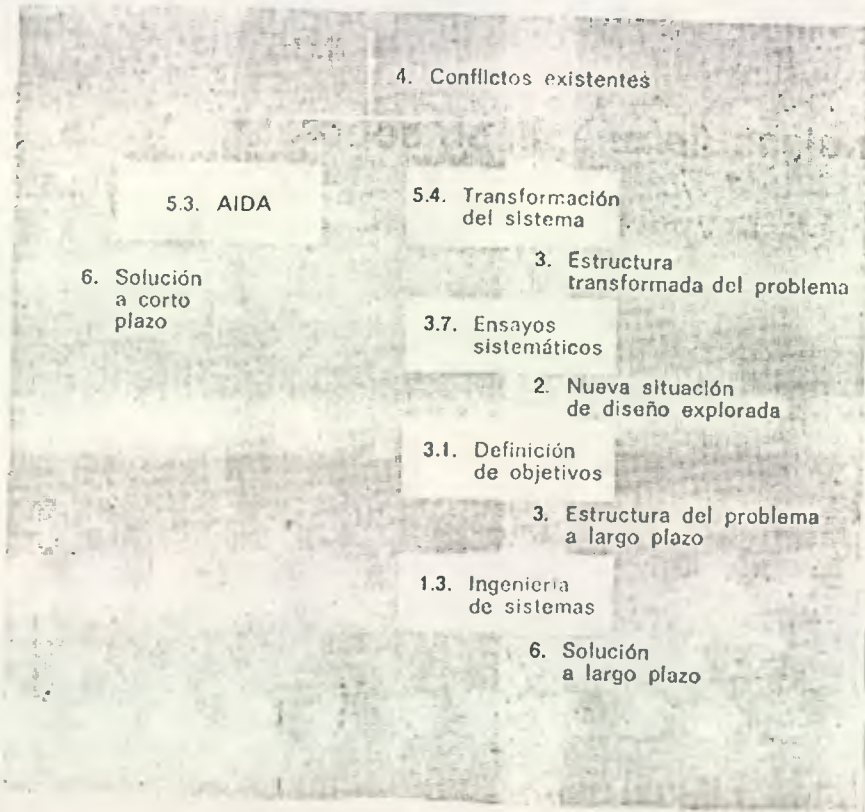 4. Conflictos existentes
5.3. AIDA
5.4. Transformación
del sistema
3. Estructura
transformada del problema
6. Solución
a corto
plazo
3.7. Ensayos
sistemáticos
2. Nueva situación
de diseño explorada
3.1. Definición
de objetivos
3. Estructura del problema
a largo plazo
1.3. Ingeniería
de sistemas
6. Solución
a largo plazo